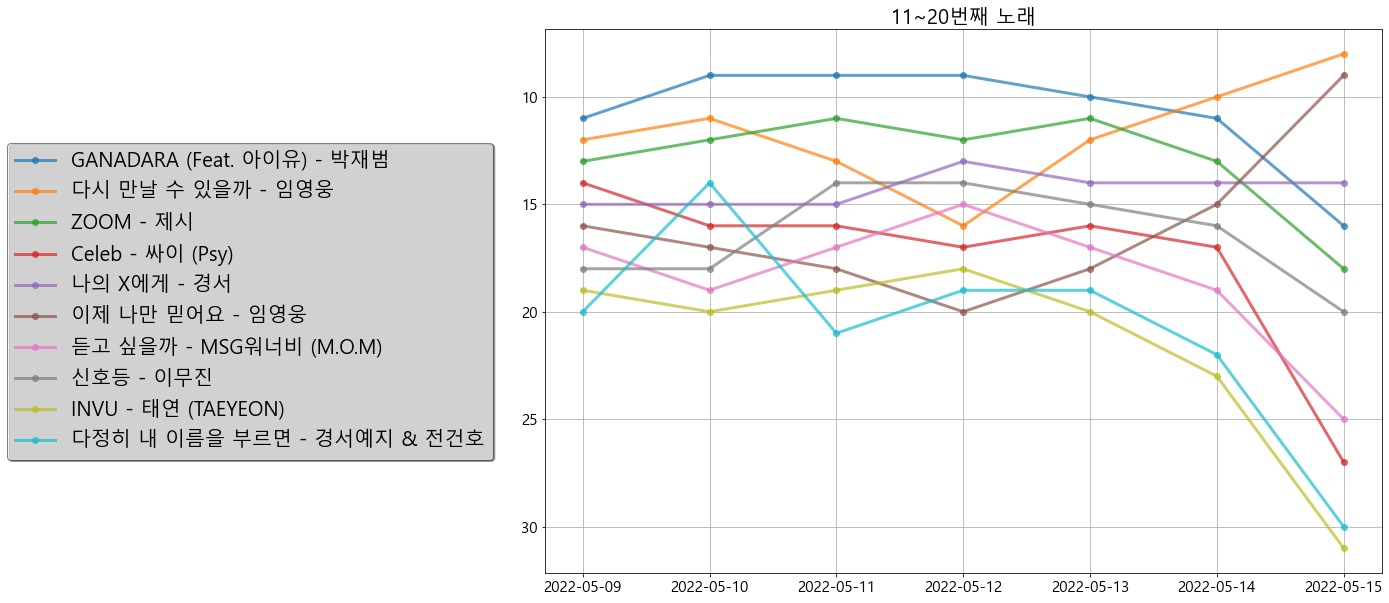 11~20번째 노래
GANADARA (Feat. 아이유) - 박재범
다시 만날 수 있을까 - 임영웅
ZOOM - 제시
Celeb - 싸이 (Psy)
나의 X에게 - 경서
이제 나만 믿어요 - 임영웅
듣고 싶을까 - MSG워너비 (M.O.M)
신호등 - 이무진
INVU - 태연 (TAEYEON)
다정히 내 이름을 부르면 - 경서예지 & 전건호
10
15
20
25
30
2022-05-09 2022-05-10 2022-05-11 2022-05-12 2022-05-13 2022-05-14 2022-05-15